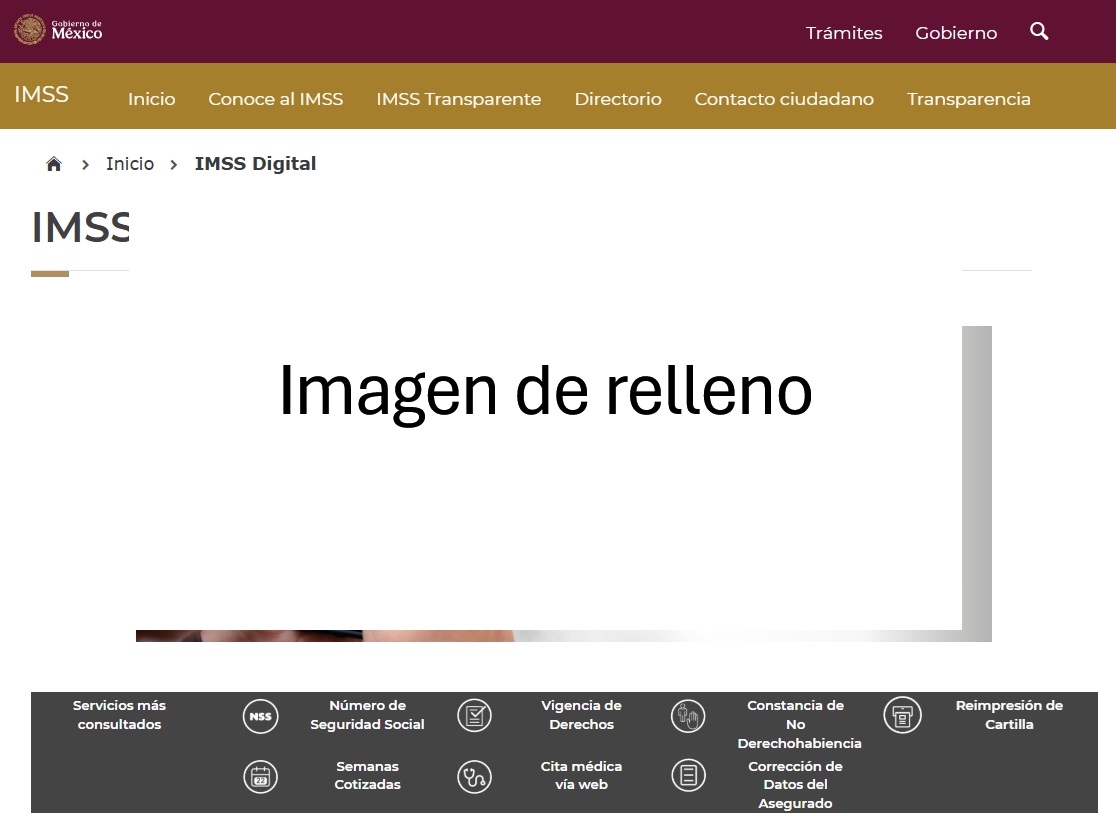 Gobierno de
México
Trámites Gobierno
IMSS Inicio Conoce al IMSS IMSS Transparente Directorio Contacto ciudadano Transparencia
Inicio IMSS Digital
IMSS
Imagen de relleno
Servicios más
consultados
NSS
Número de
Seguridad Social
Vigencia de
Derechos
Constancia de
No
Derechohabiencia
Reimpresión de
Cartilla
22
Semanas
Cotizadas
Cita médica
vía web
Corrección de
Datos del
Asegurado